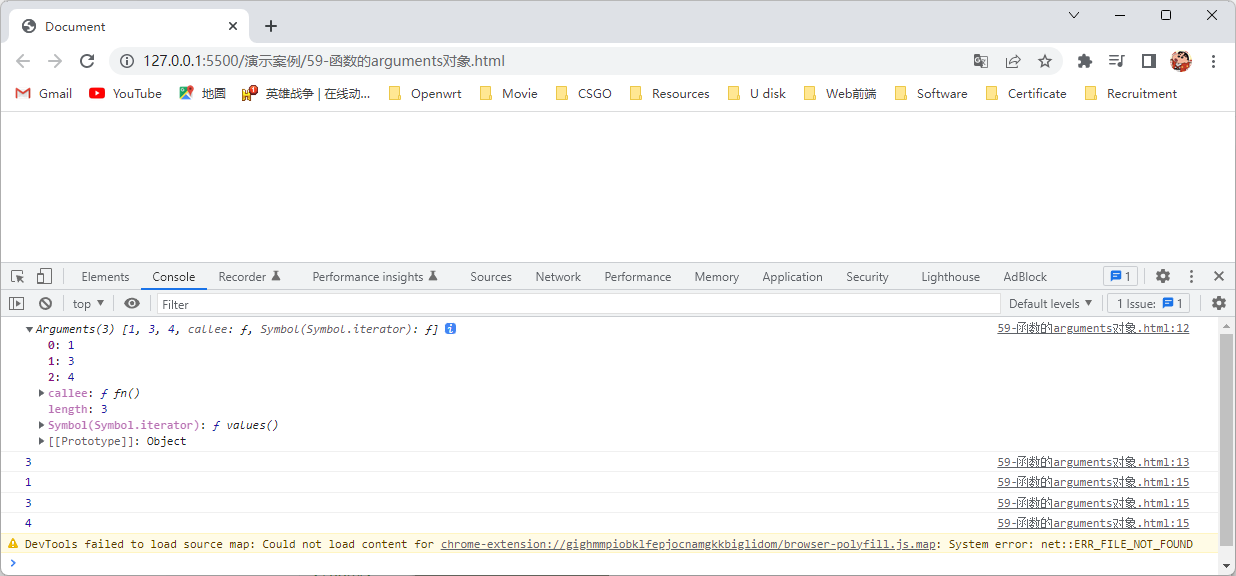 Document
127.0.0.1:5500/演示案例/59-函数的arguments对象.html
Gmail YouTube 地图 英雄战争 | 在线动... Openwrt Movie CSGO Resources U disk Web前端 Software Certificate Recruitment
Elements Console Recorder Performance insights Sources Network Performance Memory Application Security Lighthouse AdBlock 1
top Filter Default levels 1 Issue: 1
Arguments(3) [1, 3, 4, callee: ƒ, Symbol(Symbol.iterator): ƒ] 59-函数的arguments对象.html:12
0: 1
1: 3
2: 4
callee: ƒ fn()
length: 3
Symbol(Symbol.iterator): ƒ values()
[[Prototype]]: Object
3 59-函数的arguments对象.html:13
1 59-函数的arguments对象.html:15
3 59-函数的arguments对象.html:15
4 59-函数的arguments对象.html:15
DevTools failed to load source map: Could not load content for chrome-extension://gighmmpiobklfepjocnamgkkbiglidom/browser-polyfill.js.map: System error: net::ERR_FILE_NOT_FOUND